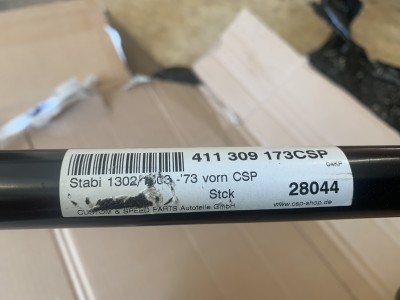 411 309 173CSP
04KP
Stabi 1302/1303 -'73 vorn CSP
Stck
28044
CUSTOM & SPEED PARTS Autoteile GmbH
www.csp-shop.de